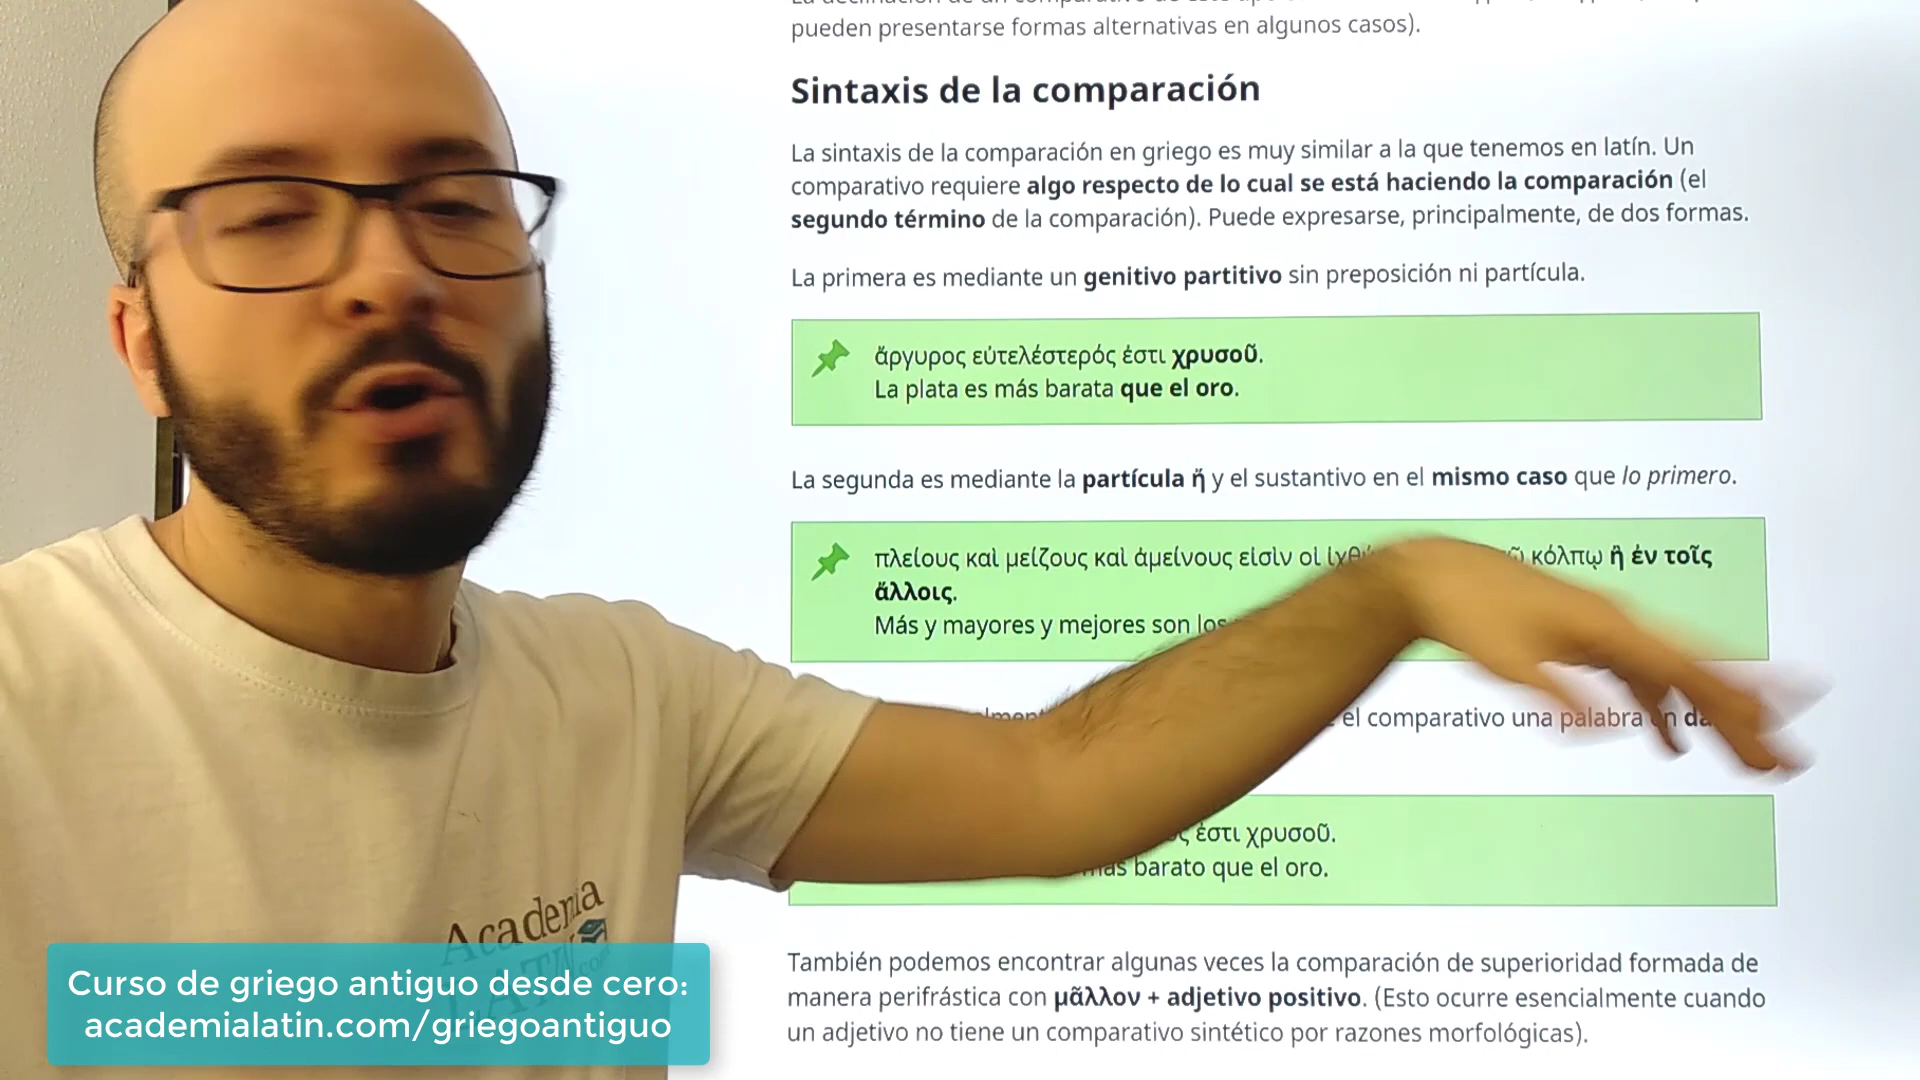 pueden presentarse formas alternativas en algunos casos).
Sintaxis de la comparación
La sintaxis de la comparación en griego es muy similar a la que tenemos en latín. Un
comparativo requiere algo respecto de lo cual se está haciendo la comparación (el
segundo término de la comparación). Puede expresarse, principalmente, de dos formas.
La primera es mediante un genitivo partitivo sin preposición ni partícula.
ἄργυρος εὐτελέστερός ἐστι χρυσοῦ.
La plata es más barata que el oro.
La segunda es mediante la partícula ἤ y el sustantivo en el mismo caso que lo primero.
πλείους καὶ μείζους καὶ ἀμείνους εἰσὶν οἱ κόλπῳ ἢ ἐν τοῖς
ἄλλοις.
Más y mayores y mejores son los
el comparativo una palabra
ἐστι χρυσοῦ.
barato que el oro.
También podemos encontrar algunas veces la comparación de superioridad formada de
manera perifrástica con μᾶλλον + adjetivo positivo. (Esto ocurre esencialmente cuando
un adjetivo no tiene un comparativo sintético por razones morfológicas).
Academia
Curso de griego antiguo desde cero:
academialatin.com/griegoantiguo